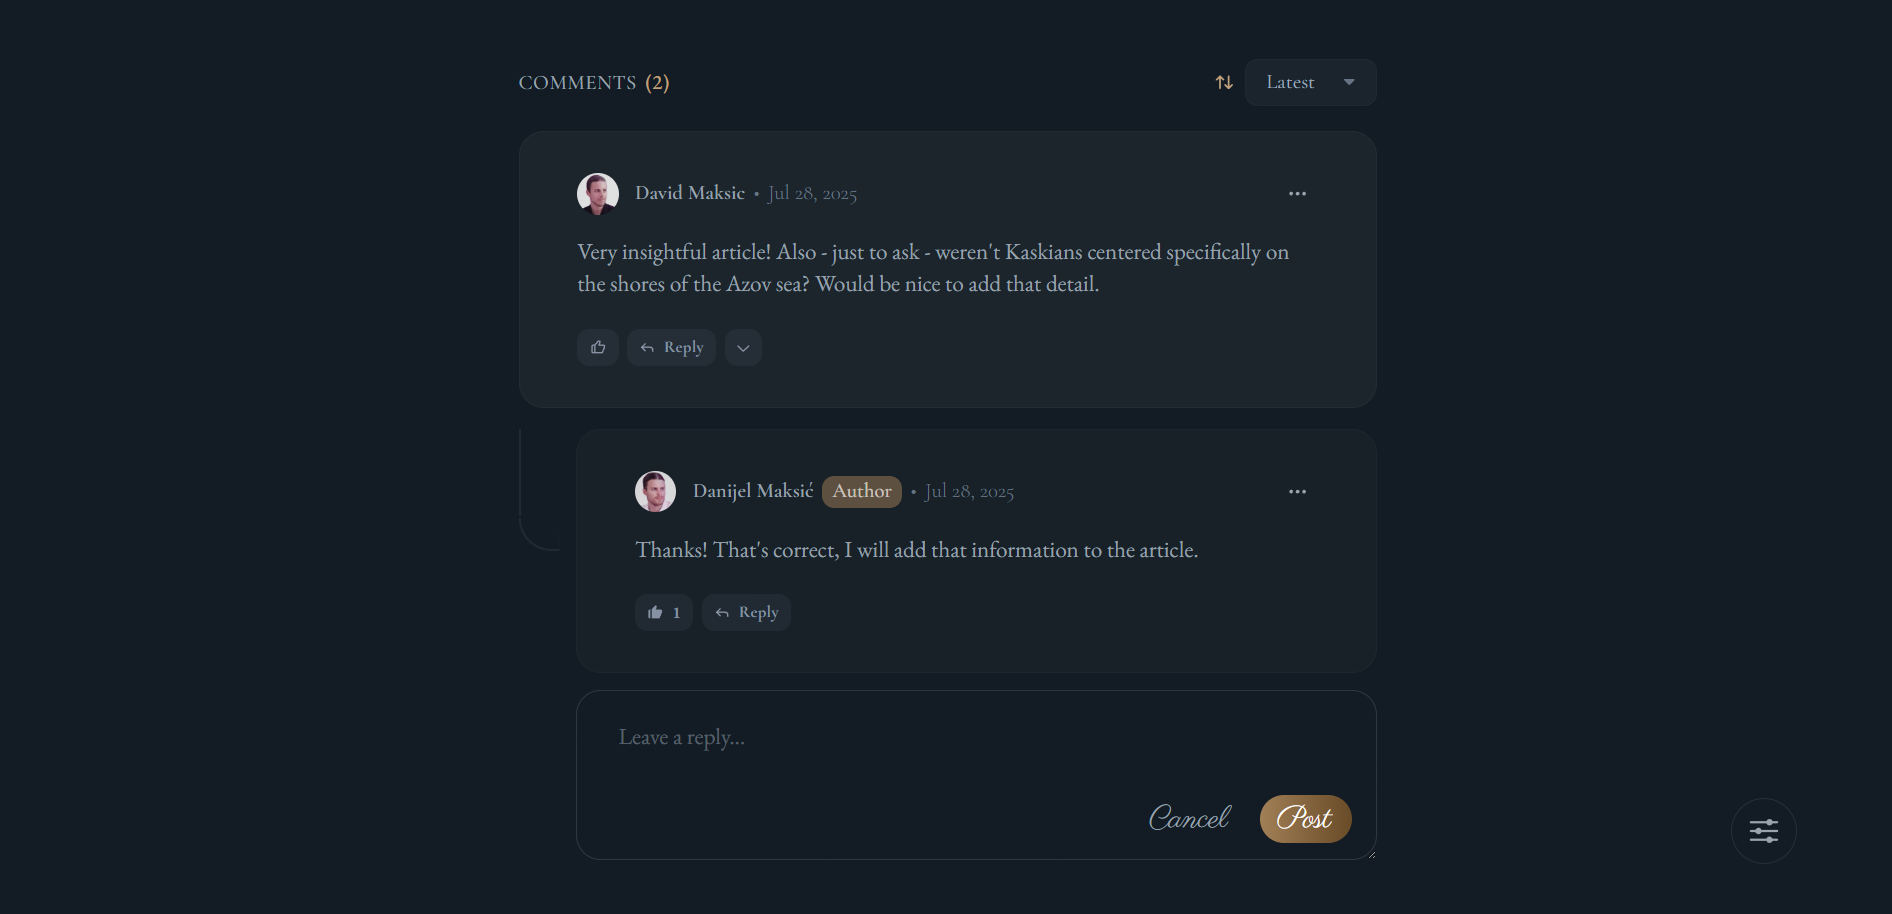 COMMENTS (2)
Latest
David Maksic • Jul 28, 2025
Very insightful article! Also - just to ask - weren't Kaskians centered specifically on
the shores of the Azov sea? Would be nice to add that detail.
Reply
Danijel Maksić Author • Jul 28, 2025
Thanks! That's correct, I will add that information to the article.
1 Reply
Leave a reply...
Cancel Post